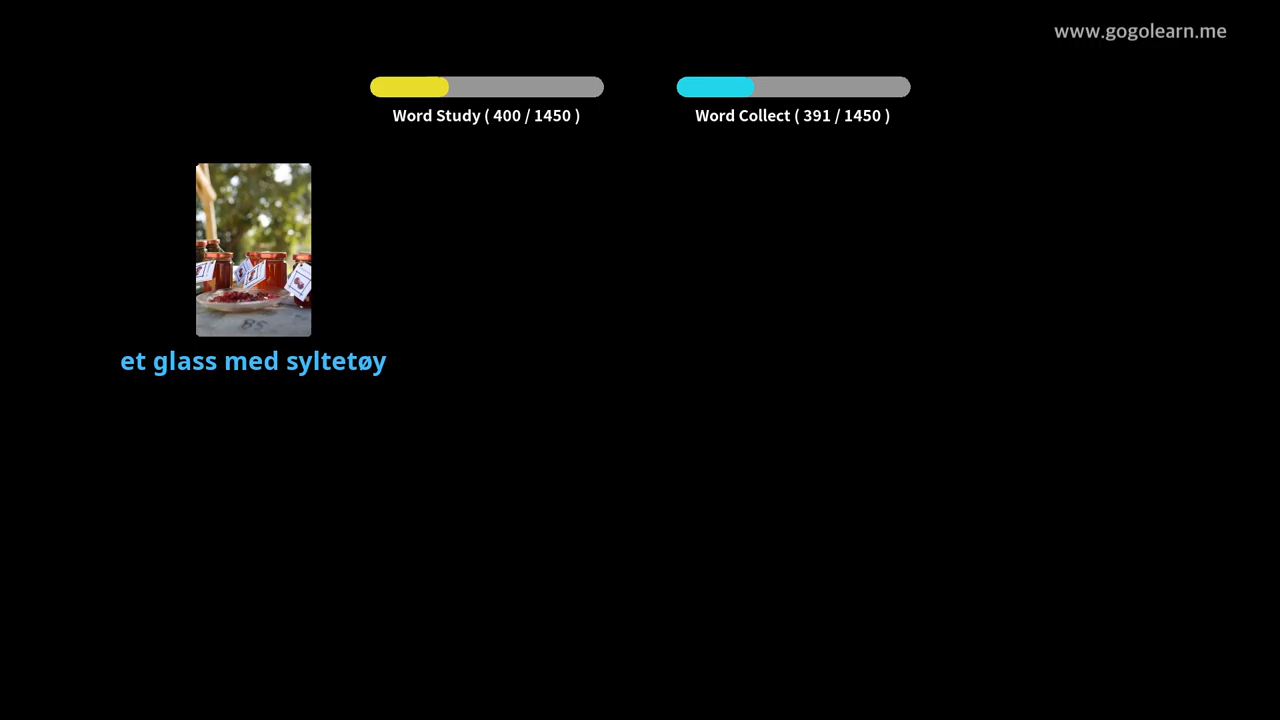 www.gogolearn.me
Word Study ( 400 / 1450 )
Word Collect ( 391 / 1450 )
et glass med syltetøy